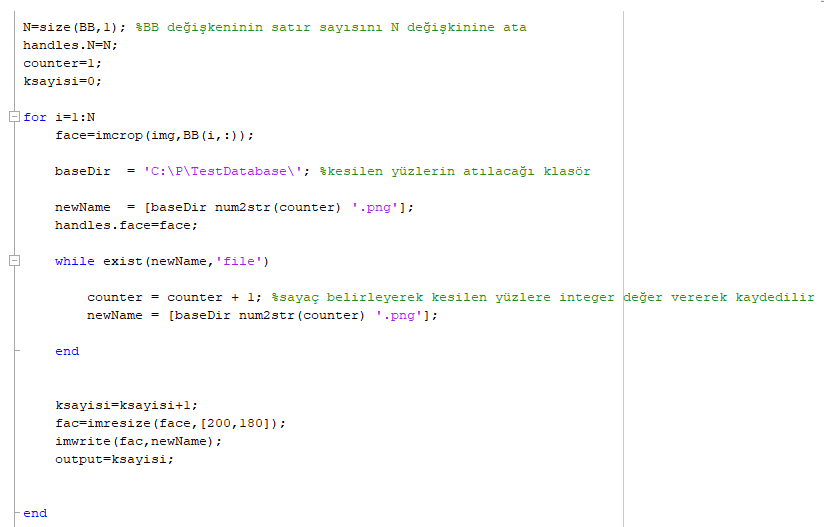 N=size(BB,1); %BB değişkeninin satır sayısını N değişkinine ata
handles.N=N;
counter=1;
ksayisi=0;
for i=1:N
face=imcrop(img,BB(i,:));
baseDir  = 'C:\P\TestDatabase\'; %kesilen yüzlerin atılacağı klasör
newName  = [baseDir num2str(counter) '.png'];
handles.face=face;
while exist(newName,'file')
counter = counter + 1; %sayaç belirleyerek kesilen yüzlere integer değer vererek kaydedilir
newName = [baseDir num2str(counter) '.png'];
end
ksayisi=ksayisi+1;
fac=imresize(face,[200,180]);
imwrite(fac,newName);
output=ksayisi;
end